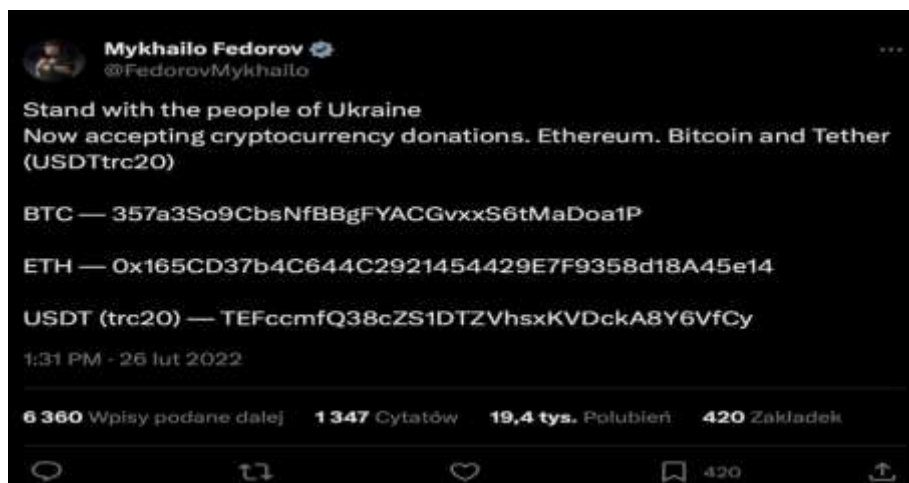 Mykhailo Fedorov
@FedorovMykhailo
Stand with the people of Ukraine
Now accepting cryptocurrency donations. Ethereum. Bitcoin and Tether
(USDTtrc20)
BTC — 357a3So9CbsNfBBgFYACGvxxS6tMaDoa1P
ETH — 0x165CD37b4C644C2921454429E7F9358d18A45e14
USDT (trc20) — TEFccmfQ38cZS1DTZVhsxKVDckA8Y6VfCy
1:31 PM · 26 lut 2022
6 360 Wpisy podane dalej 1 347 Cytatów 19,4 tys. Polubień 420 Zakładek
420